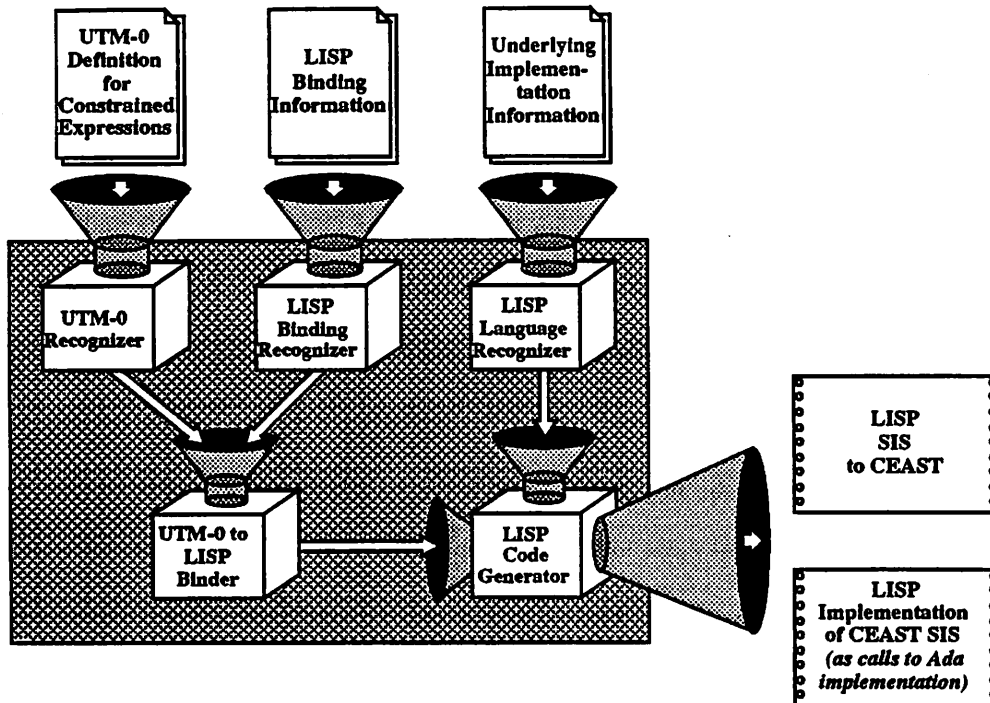 UTM-0
Definition
for
Constrained
Expressions
LISP
Binding
Information
Underlying
Implemen-
tation
Information
UTM-0
Recognizer
LISP
Binding
Recognizer
LISP
Language
Recognizer
UTM-0 to
LISP
Binder
LISP
Code
Generator
LISP
SIS
to CEAST
LISP
Implementation
of CEAST SIS
(as calls to Ada
implementation)